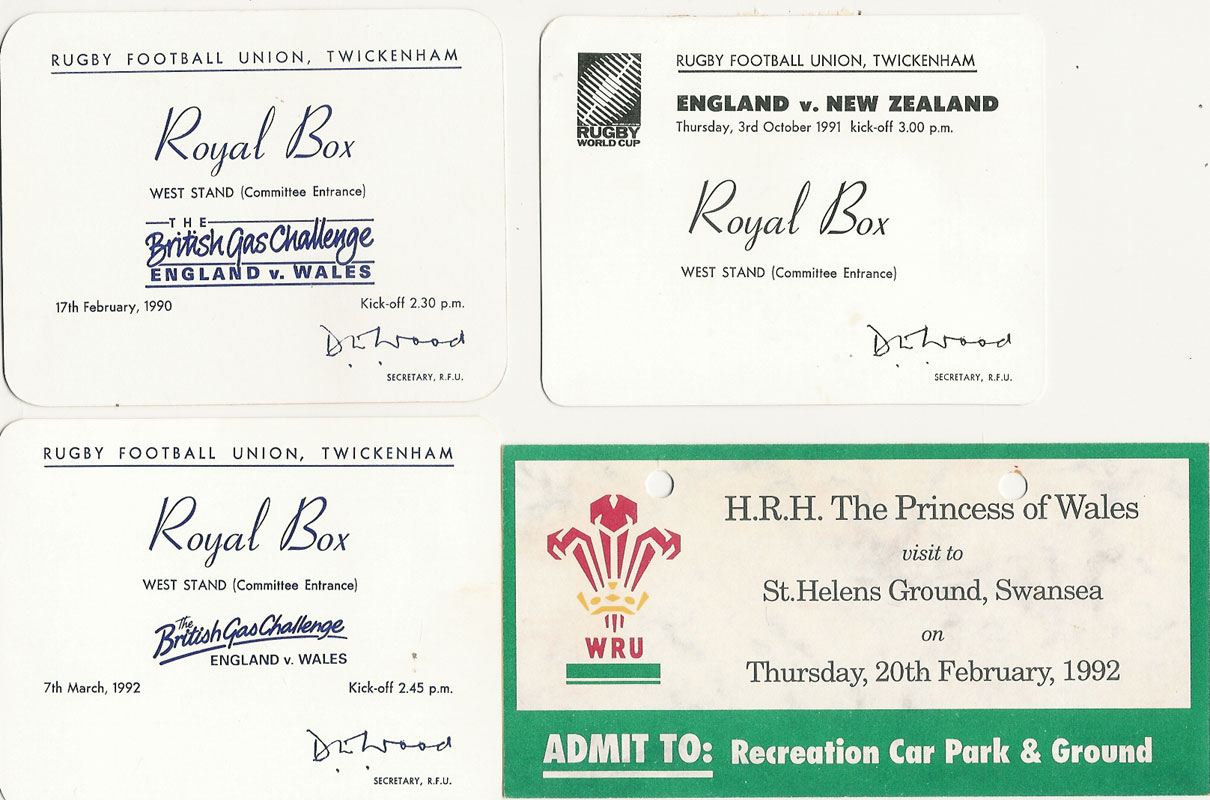 RUGBY FOOTBALL UNION, TWICKENHAM
Royal Box
WEST STAND (Committee Entrance)
THE
British Gas Challenge
ENGLAND v. WALES
17th February, 1990 Kick-off 2.30 p.m.
D E Wood
SECRETARY, R.F.U.
RUGBY FOOTBALL UNION, TWICKENHAM
ENGLAND v. NEW ZEALAND
Thursday, 3rd October 1991 kick-off 3.00 p.m.
RUGBY
WORLD CUP
Royal Box
WEST STAND (Committee Entrance)
D E Wood
SECRETARY, R.F.U.
RUGBY FOOTBALL UNION, TWICKENHAM
Royal Box
WEST STAND (Committee Entrance)
The
British Gas Challenge
ENGLAND v. WALES
7th March, 1992 Kick-off 2.45 p.m.
D E Wood
SECRETARY, R.F.U.
H.R.H. The Princess of Wales
visit to
St.Helens Ground, Swansea
on
Thursday, 20th February, 1992
WRU
ADMIT TO: Recreation Car Park & Ground